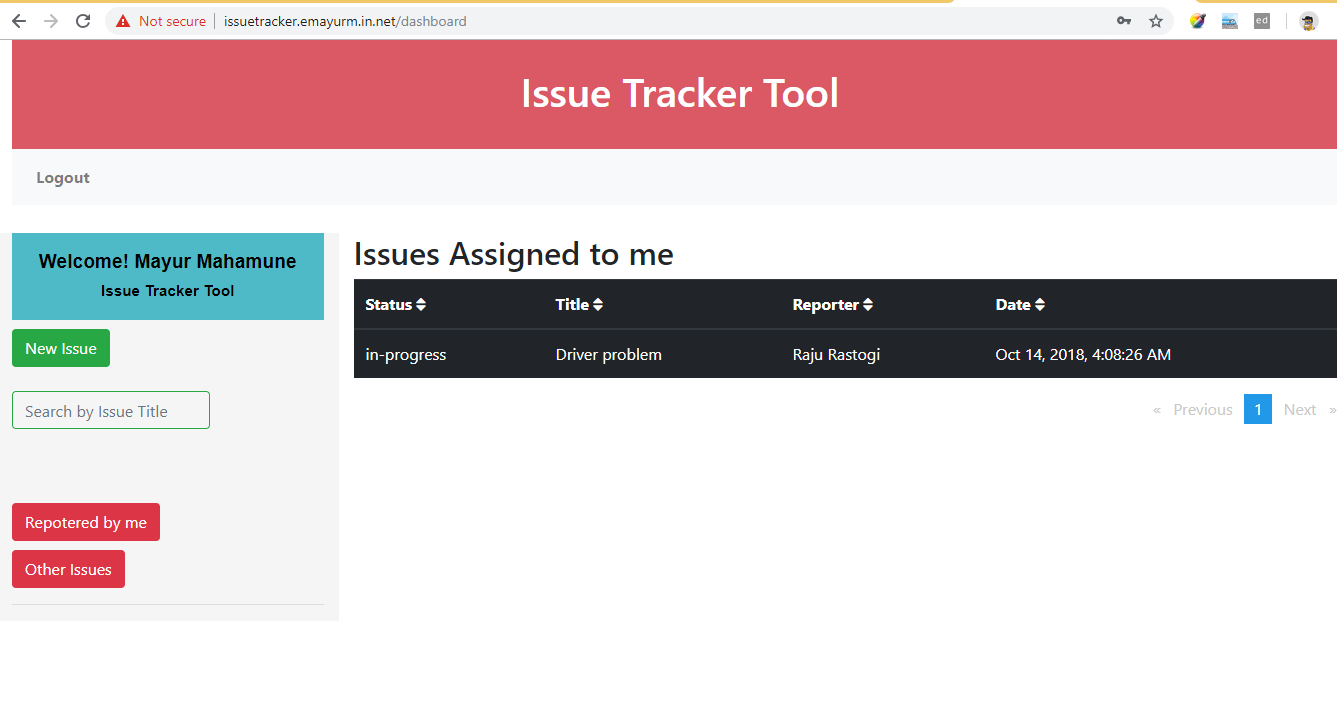 Not secure | issuetracker.emayurm.in.net/dashboard
ed
Issue Tracker Tool
Logout
Welcome! Mayur Mahamune
Issue Tracker Tool
New Issue
Search by Issue Title
Repotered by me
Other Issues
Issues Assigned to me
Status Title Reporter Date
in-progress Driver problem Raju Rastogi Oct 14, 2018, 4:08:26 AM
« Previous 1 Next »